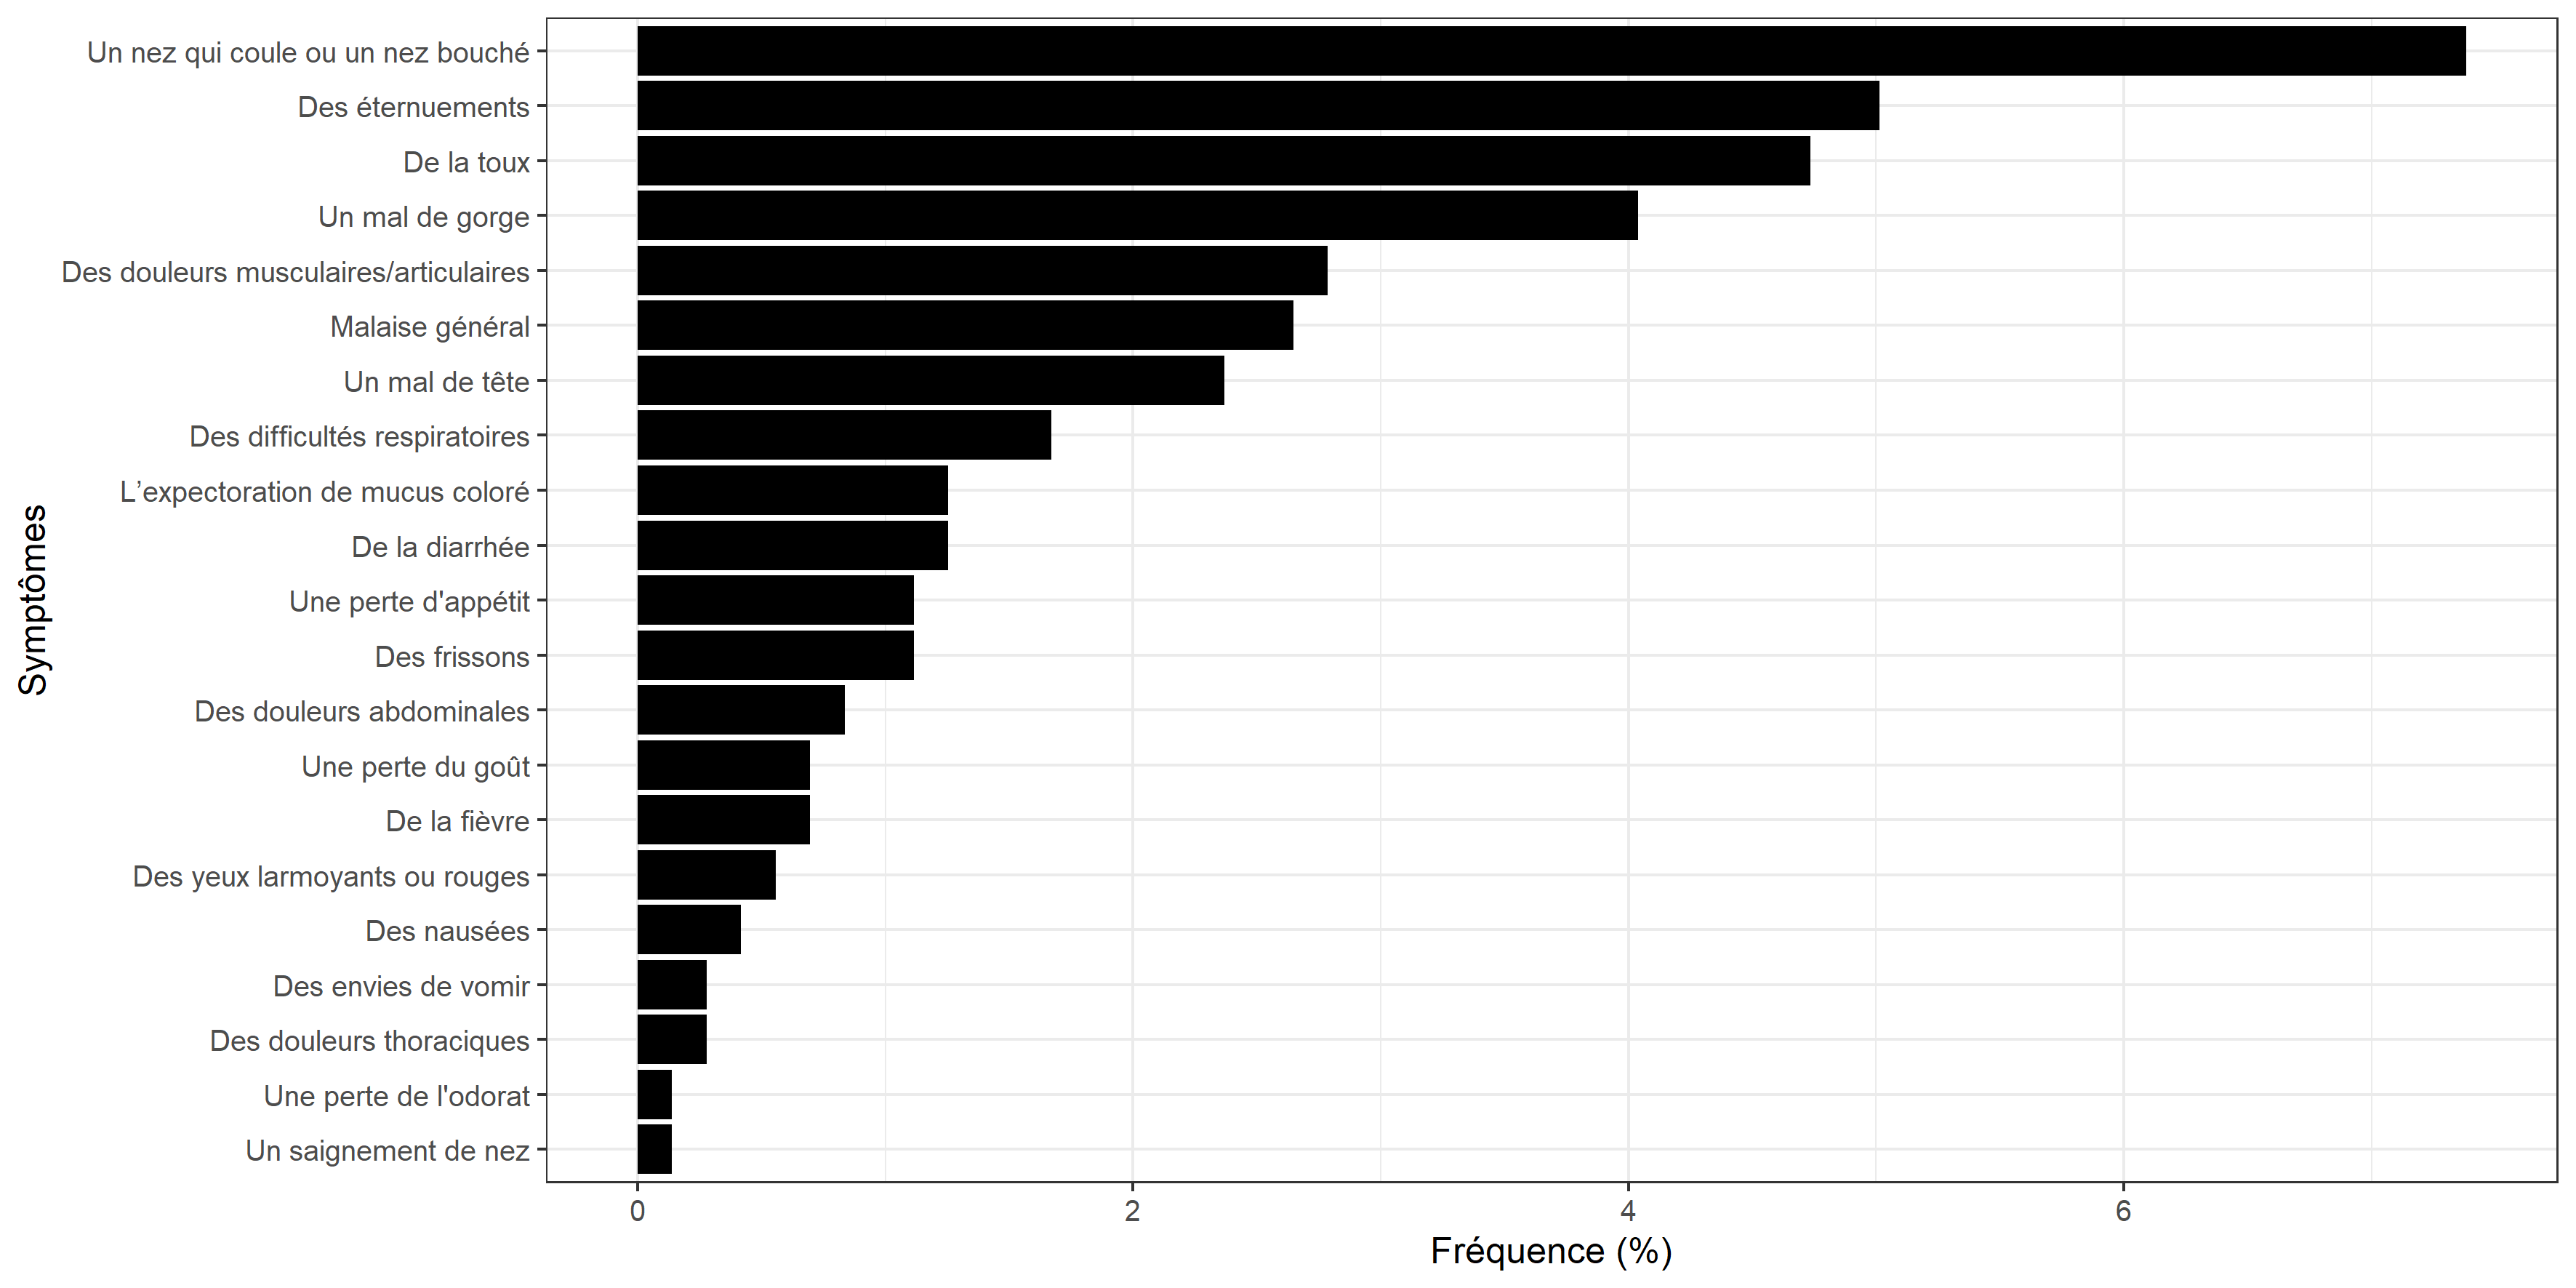 Symptômes
Un nez qui coule ou un nez bouché
Des éternuements
De la toux
Un mal de gorge
Des douleurs musculaires/articulaires
Malaise général
Un mal de tête
Des difficultés respiratoires
L’expectoration de mucus coloré
De la diarrhée
Une perte d'appétit
Des frissons
Des douleurs abdominales
Une perte du goût
De la fièvre
Des yeux larmoyants ou rouges
Des nausées
Des envies de vomir
Des douleurs thoraciques
Une perte de l'odorat
Un saignement de nez
0 2 4 6
Fréquence (%)